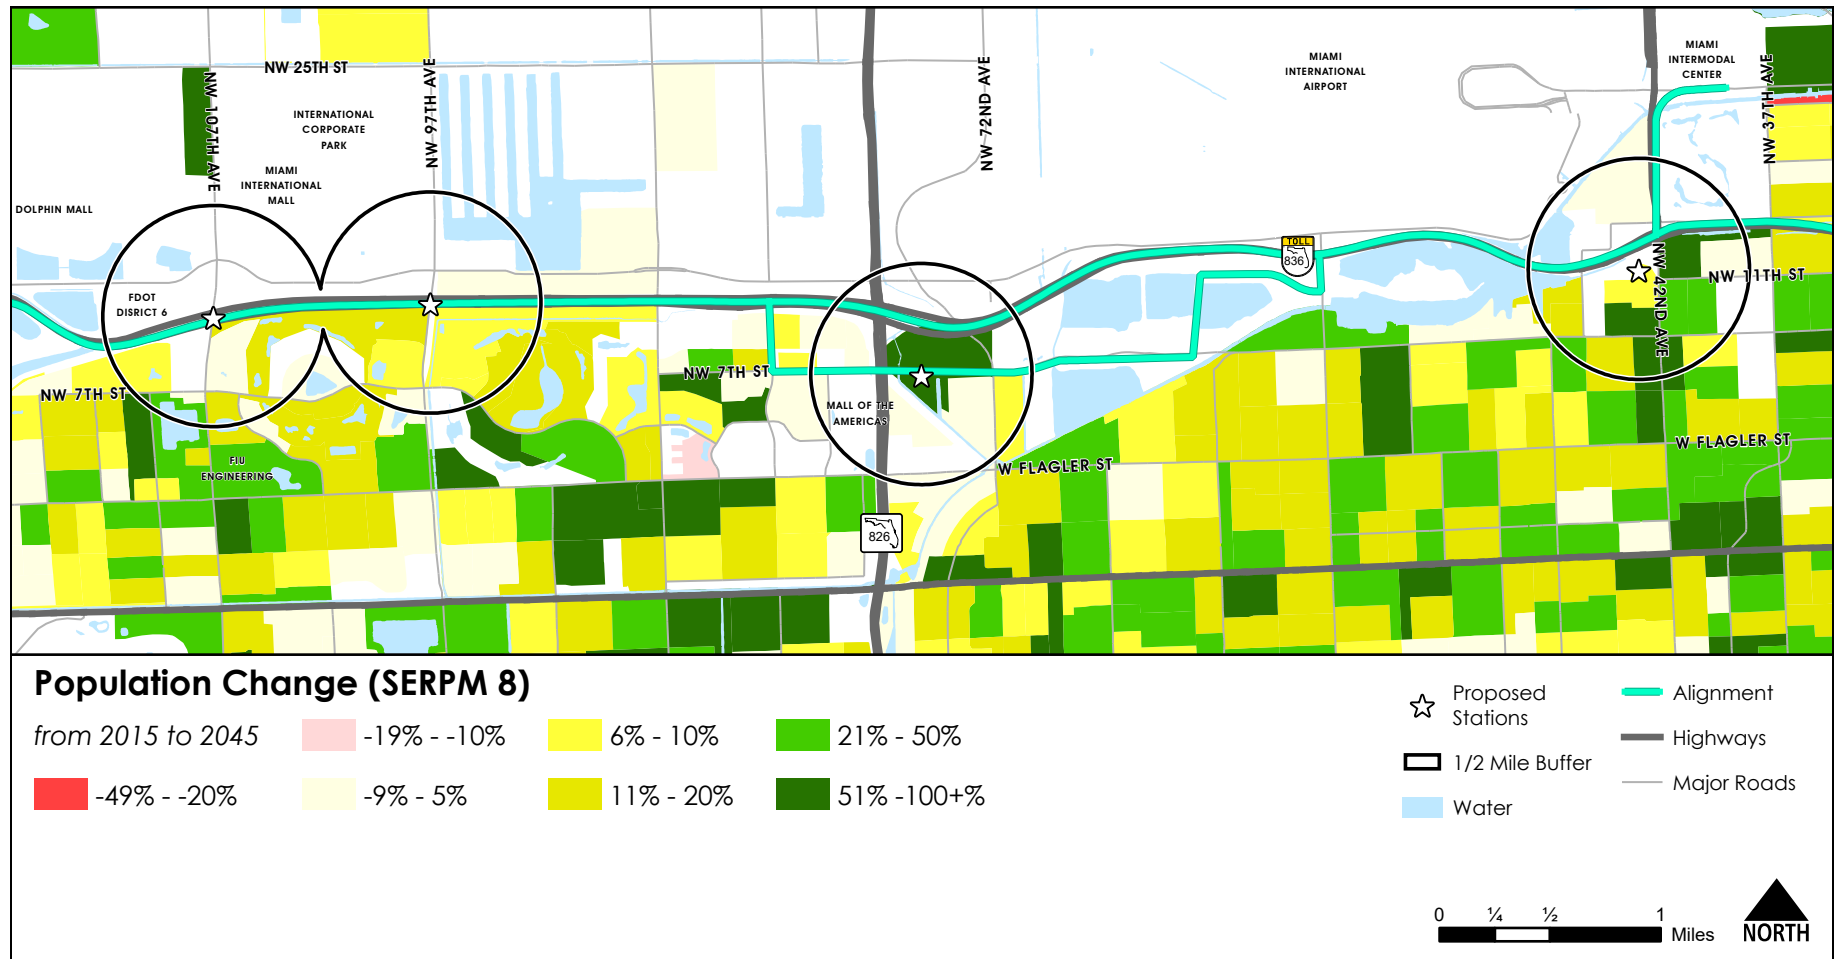 NW 25TH ST
NW 107TH AVE
NW 97TH AVE
NW 72ND AVE
NW 37TH AVE
MIAMI
INTERMODAL
CENTER
MIAMI
INTERNATIONAL
AIRPORT
INTERNATIONAL
CORPORATE
PARK
MIAMI
INTERNATIONAL
MALL
DOLPHIN MALL
TOLL
836
NW 42ND AVE
NW 11TH ST
FDOT
DISRICT 6
NW 7TH ST
NW 7TH ST
MALL OF THE
AMERICAS
FIU
ENGINEERING
W FLAGLER ST
W FLAGLER ST
826
Population Change (SERPM 8)
from 2015 to 2045
-19% - -10%
6% - 10%
21% - 50%
-49% - -20%
-9% - 5%
11% - 20%
51% -100+%
Proposed
Stations
Alignment
Highways
1/2 Mile Buffer
Major Roads
Water
0 ¼ ½ 1
Miles
NORTH